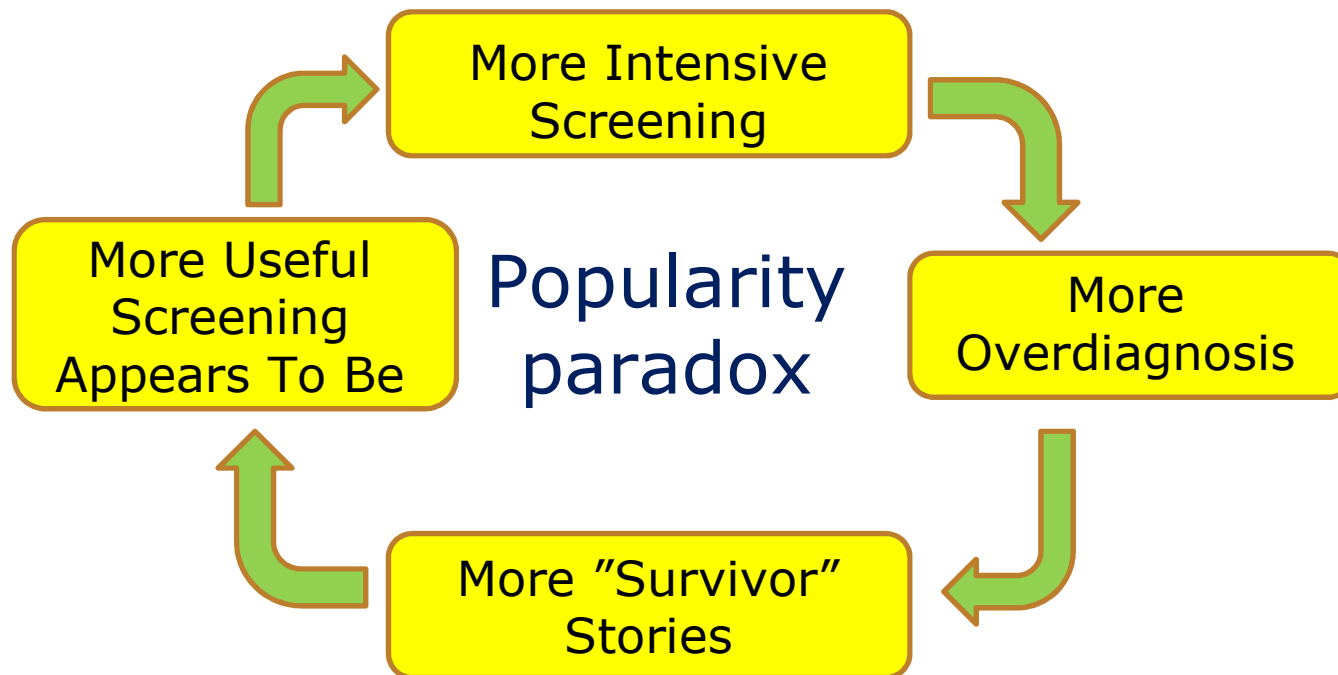 More Intensive
Screening
More Useful
Screening
Appears To Be
Popularity
paradox
More
Overdiagnosis
More ”Survivor”
Stories